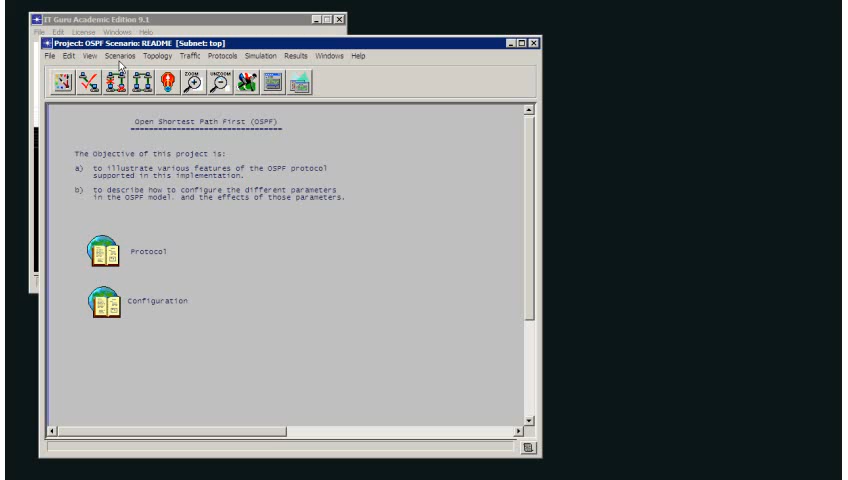 IT Guru Academic Edition 9.1
File Edit License Windows Help
Project: OSPF Scenario: README [Subnet: top]
File Edit View Scenarios Topology Traffic Protocols Simulation Results Windows Help
ZOOM
UNZOOM
Open Shortest Path First (OSPF)
==================================
The Objective of this project is:
a) to illustrate various features of the OSPF protocol
supported in this implementation.
b) to describe how to configure the different parameters
in the OSPF model. and the effects of those parameters.
Protocol
Configuration